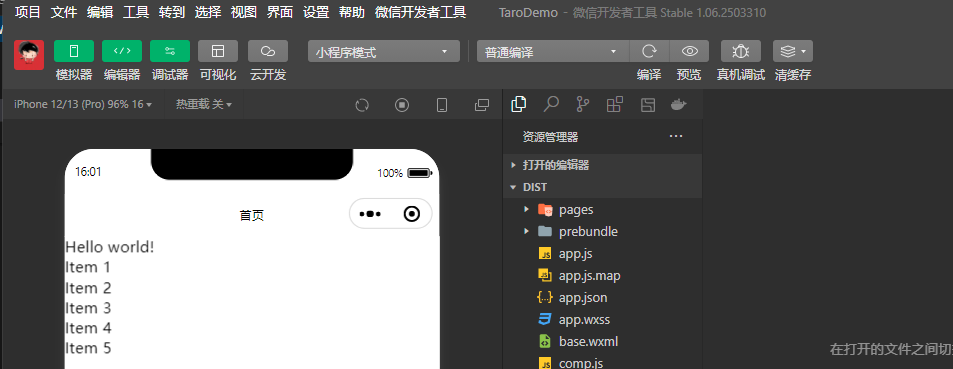 项目 文件 编辑 工具 转到 选择 视图 界面 设置 帮助 微信开发者工具 TaroDemo - 微信开发者工具 Stable 1.06.2503310
小程序模式 普通编译
模拟器 编辑器 调试器 可视化 云开发 编译 预览 真机调试 清缓存
iPhone 12/13 (Pro) 96% 16 热重载 关
资源管理器
打开的编辑器
DIST
pages
prebundle
app.js
app.js.map
app.json
app.wxss
base.wxml
comp.js
16:01 100%
首页
Hello world!
Item 1
Item 2
Item 3
Item 4
Item 5
在打开的文件之间切